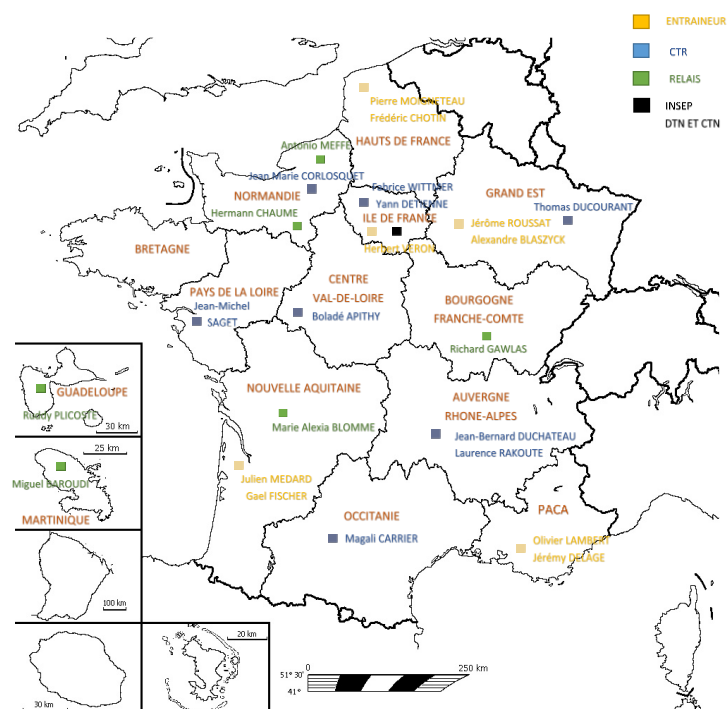 ENTRAINEUR
CTR
RELAIS
INSEP
DTN ET CTN
Pierre MOIGNETEAU
Frédéric CHOTIN
HAUTS DE FRANCE
Antonio MEFFE
Jean Marie CORLOSQUET
NORMANDIE
Hermann CHAUME
Fabrice WITTMER
Yann DETIENNE
ILE DE FRANCE
Herbert VERON
GRAND EST
Thomas DUCOURANT
Jérôme ROUSSAT
Alexandre BLASZYCK
BRETAGNE
PAYS DE LA LOIRE
Jean-Michel
SAGET
CENTRE
VAL-DE-LOIRE
Boladé APITHY
BOURGOGNE
FRANCHE-COMTE
Richard GAWLAS
GUADELOUPE
Ruddy PLICOSTE
30 km
NOUVELLE AQUITAINE
Marie Alexia BLOMME
AUVERGNE
RHONE-ALPES
Jean-Bernard DUCHATEAU
Laurence RAKOUTE
25 km
Miguel BAROUDI
MARTINIQUE
Julien MEDARD
Gael FISCHER
OCCITANIE
Magali CARRIER
PACA
Olivier LAMBERT
Jérémy DELAGE
100 km
20 km
30 km
0 250 km
51° 30'
41°